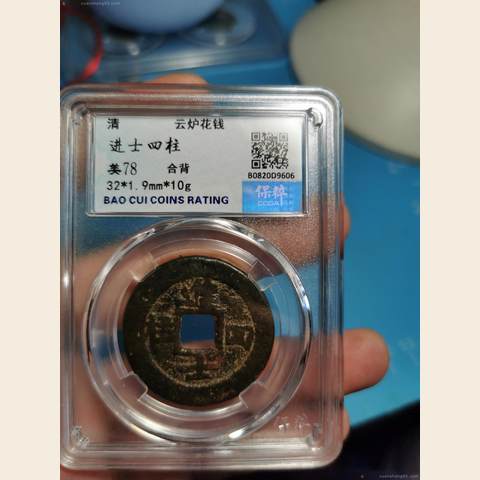 清 云炉花钱
进士四柱
美78 合背
32*1.9mm*10g
BAO CUI COINS RATING
B0820D9606
保粹